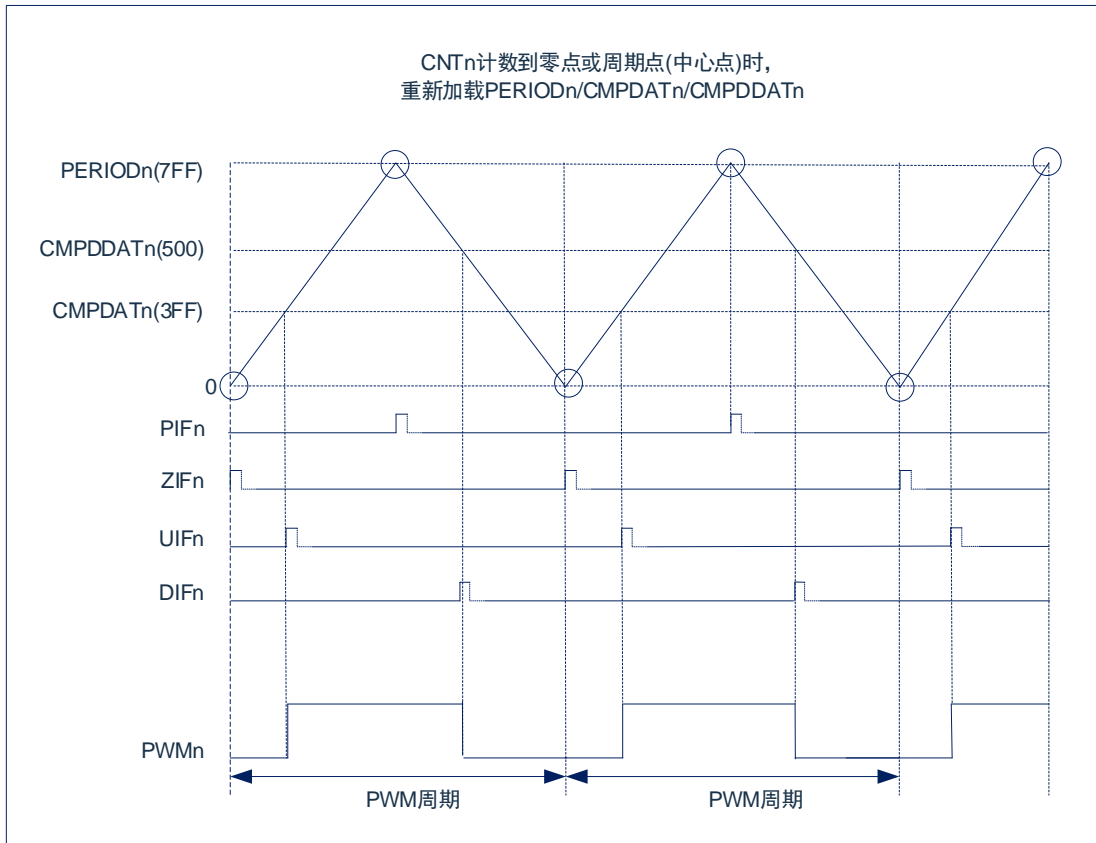 CNTn计数到零点或周期点(中心点)时,
重新加载PERIODn/CMPDATn/CMPDDATn
PERIODn(7FF)
CMPDDATn(500)
CMPDATn(3FF)
0
PIFn
ZIFn
UIFn
DIFn
PWMn
PWM周期
PWM周期